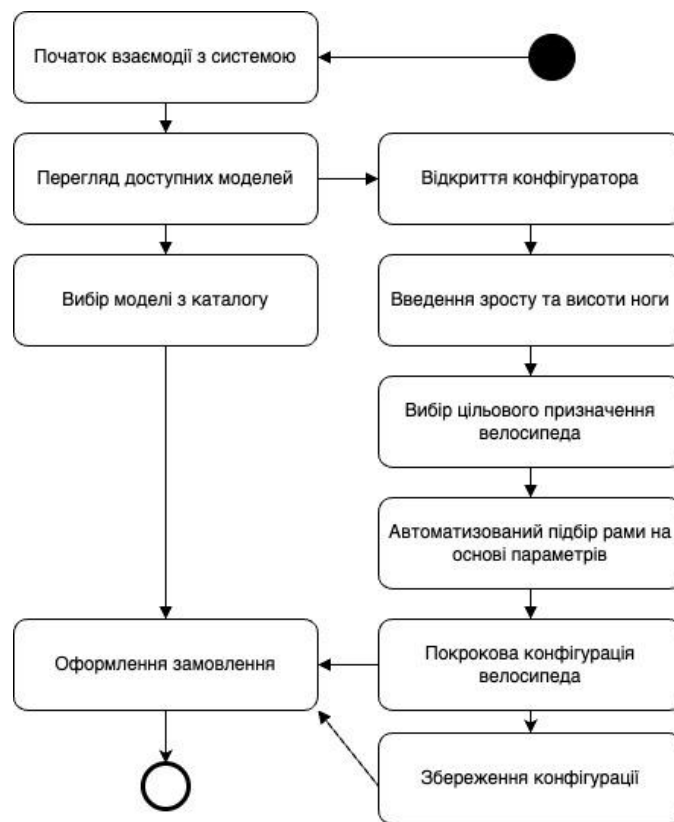 Початок взаємодії з системою
Перегляд доступних моделей
Відкриття конфігуратора
Вибір моделі з каталогу
Введення зросту та висоти ноги
Вибір цільового призначення
велосипеда
Автоматизований підбір рами на
основі параметрів
Оформлення замовлення
Покрокова конфігурація
велосипеда
Збереження конфігурації